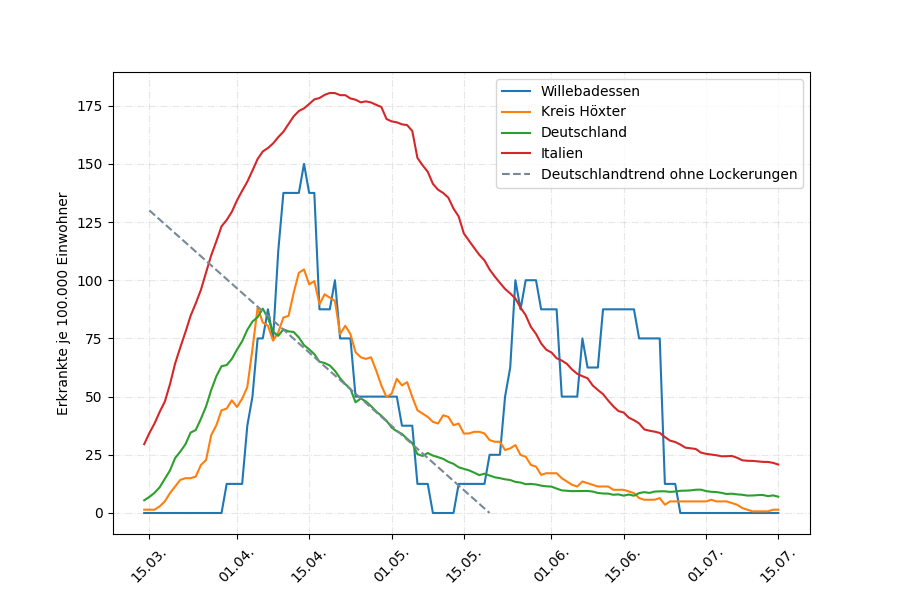 Erkrankte je 100.000 Einwohner
175
150
125
100
75
50
25
0
Willebadessen
Kreis Höxter
Deutschland
Italien
Deutschlandtrend ohne Lockerungen
15.03.
01.04.
15.04.
01.05.
15.05.
01.06.
15.06.
01.07.
15.07.